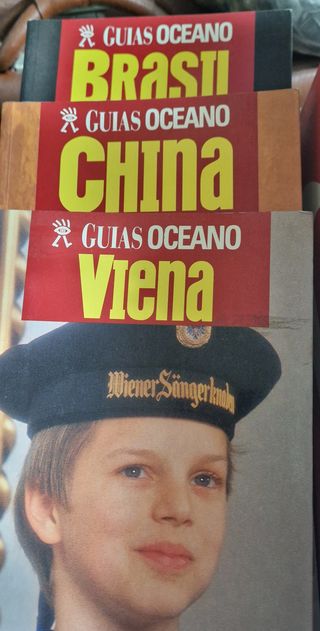 GUIAS OCEANO
BRASIL
GUIAS OCEANO
CHINA
GUIAS OCEANO
Viena
Wiener Sängerknaben